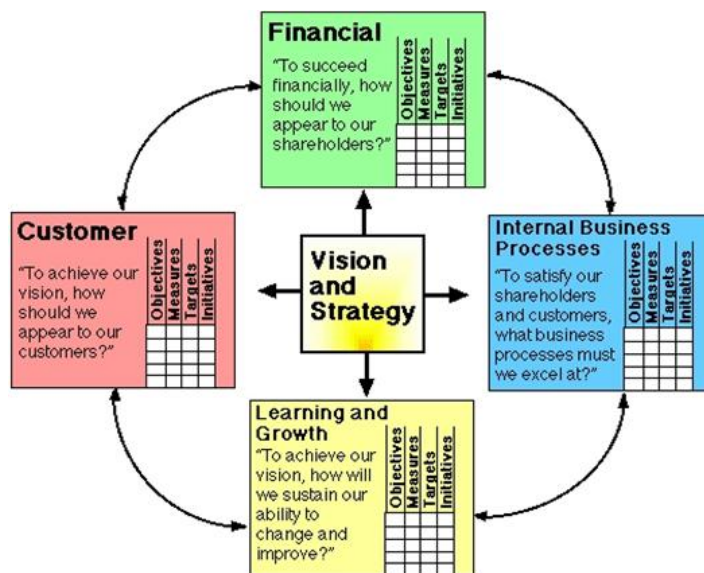 Financial
"To succeed
financially, how
should we
appear to our
shareholders?"
Objectives
Measures
Targets
Initiatives
Customer
"To achieve our
vision, how
should we
appear to our
customers?"
Objectives
Measures
Targets
Initiatives
Vision
and
Strategy
Internal Business
Processes
"To satisfy our
shareholders
and customers,
what business
processes must
we excel at?"
Objectives
Measures
Targets
Initiatives
Learning and
Growth
"To achieve our
vision, how will
we sustain our
ability to
change and
improve?"
Objectives
Measures
Targets
Initiatives